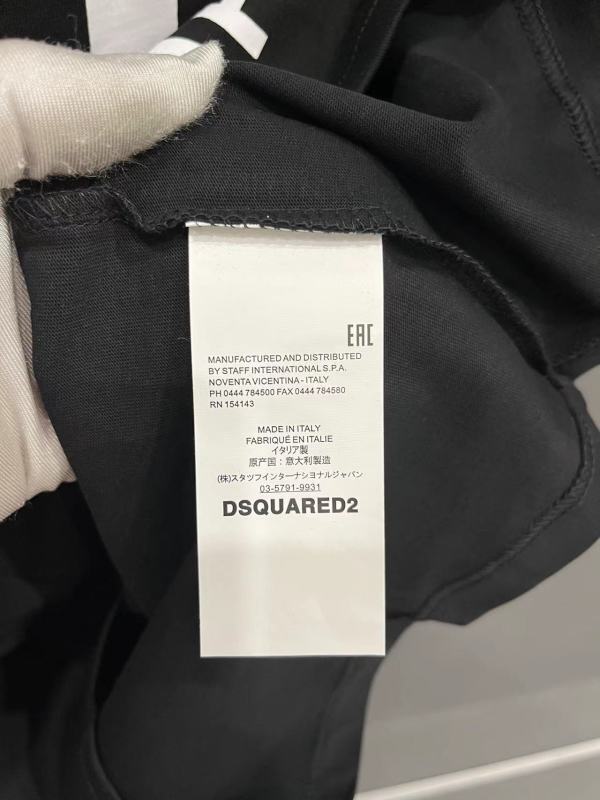 EAC
MANUFACTURED AND DISTRIBUTED
BY STAFF INTERNATIONAL S.P.A.
NOVENTA VICENTINA - ITALY
PH 0444 784500 FAX 0444 784580
RN 154143
MADE IN ITALY
FABRIQUÉ EN ITALIE
イタリア製
原产国：意大利製造
(株)スタッフインターナショナルジャパン
03-5791-9931
DSQUARED2